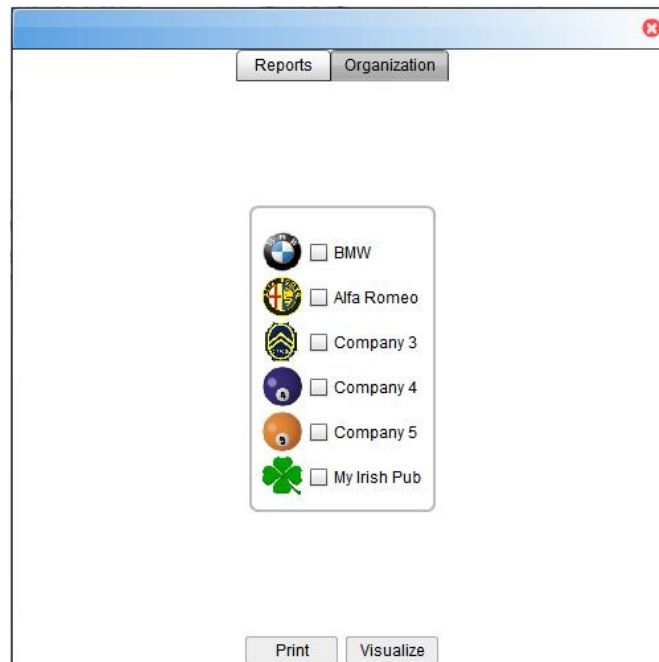 Reports Organization
BMW
Alfa Romeo
Company 3
Company 4
Company 5
My Irish Pub
Print Visualize